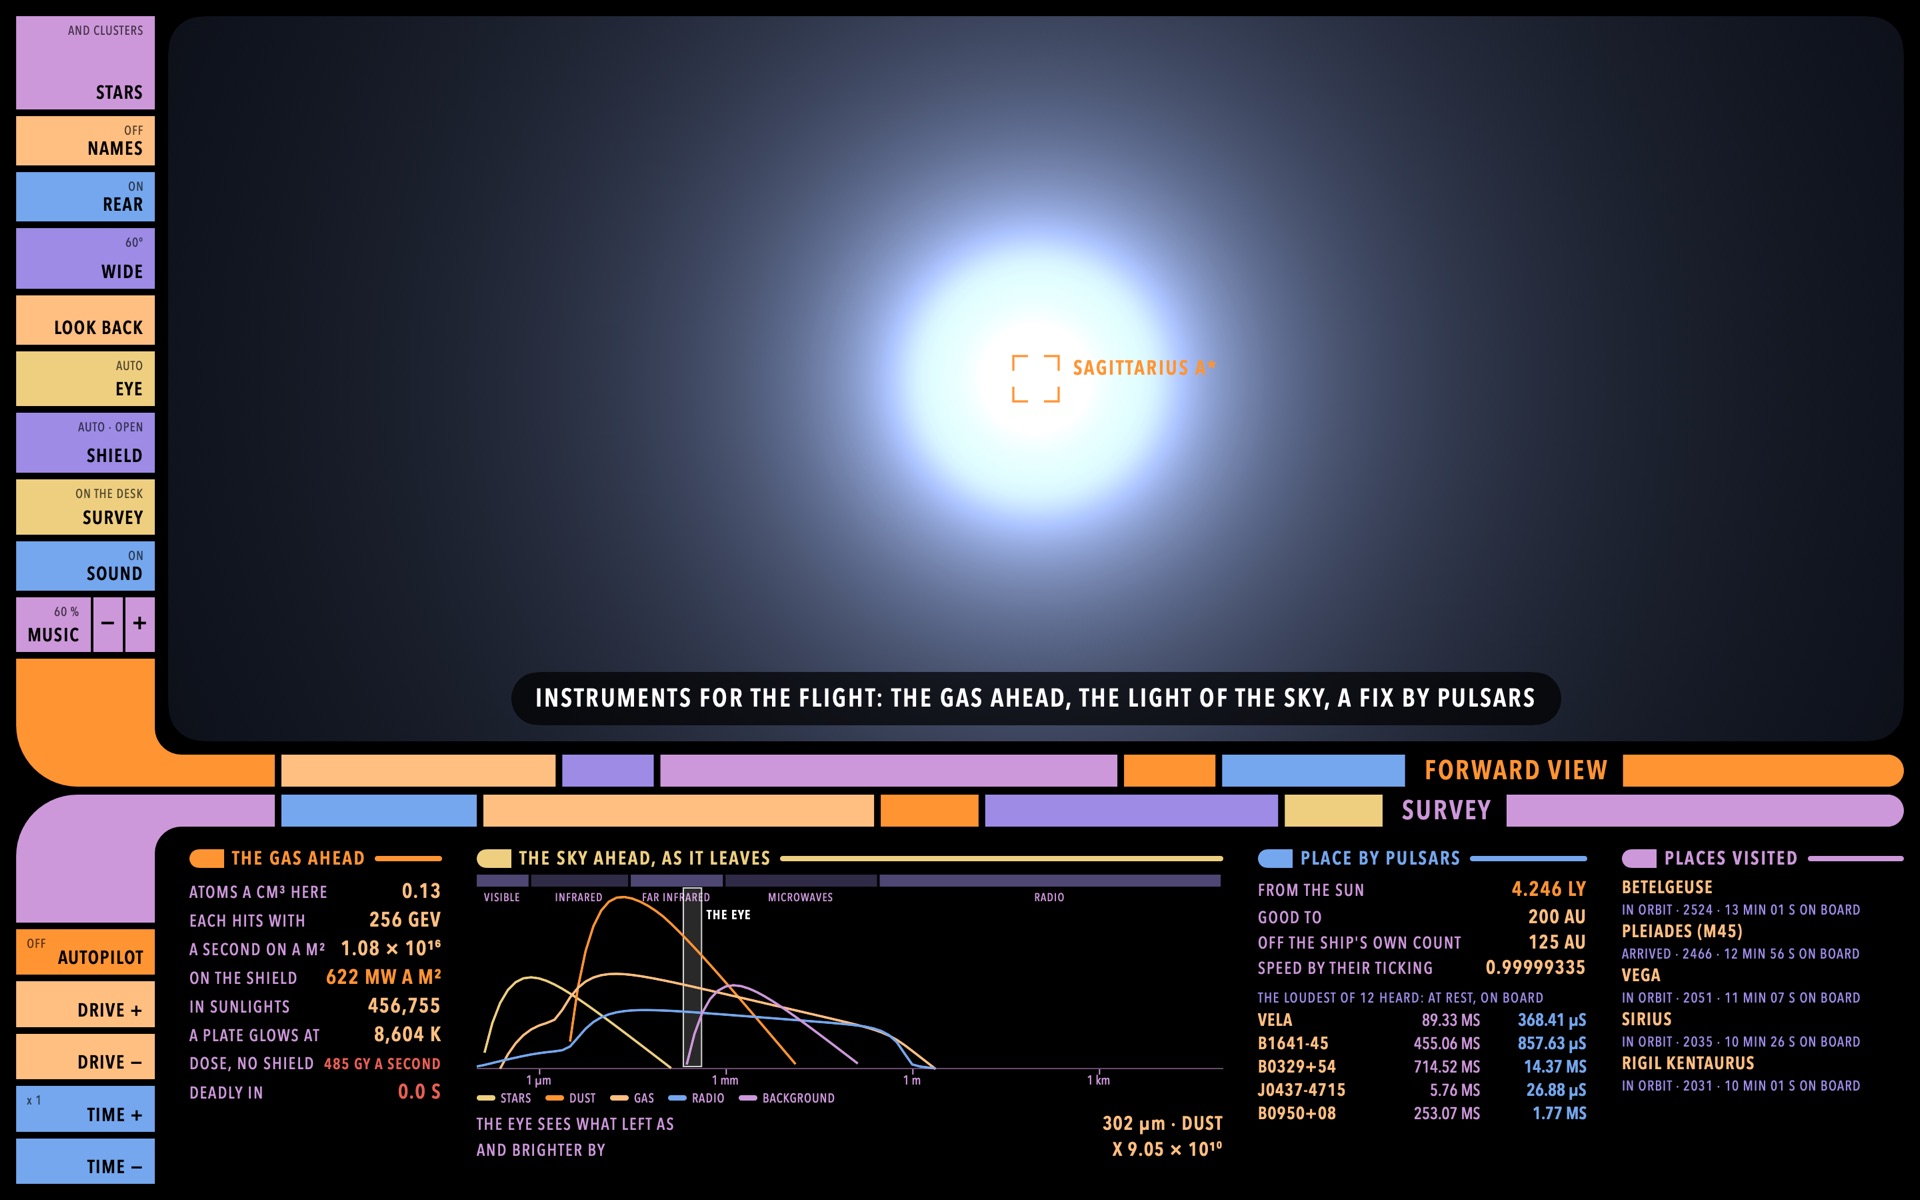 AND CLUSTERS
STARS
OFF
NAMES
ON
REAR
60°
WIDE
LOOK BACK
AUTO
EYE
AUTO · OPEN
SHIELD
ON THE DESK
SURVEY
ON
SOUND
60 %
MUSIC − +
SAGITTARIUS A*
INSTRUMENTS FOR THE FLIGHT: THE GAS AHEAD, THE LIGHT OF THE SKY, A FIX BY PULSARS
FORWARD VIEW
SURVEY
OFF
AUTOPILOT
DRIVE +
DRIVE −
x 1
TIME +
TIME −
THE GAS AHEAD
ATOMS A CM³ HERE 0.13
EACH HITS WITH 256 GEV
A SECOND ON A M² 1.08 × 10¹⁶
ON THE SHIELD 622 MW A M²
IN SUNLIGHTS 456,755
A PLATE GLOWS AT 8,604 K
DOSE, NO SHIELD 485 GY A SECOND
DEADLY IN 0.0 S
THE SKY AHEAD, AS IT LEAVES
VISIBLE INFRARED FAR INFRARED MICROWAVES RADIO
THE EYE
1 µm 1 mm 1 m 1 km
STARS DUST GAS RADIO BACKGROUND
THE EYE SEES WHAT LEFT AS 302 µm · DUST
AND BRIGHTER BY X 9.05 × 10¹⁰
PLACE BY PULSARS
FROM THE SUN 4.246 LY
GOOD TO 200 AU
OFF THE SHIP'S OWN COUNT 125 AU
SPEED BY THEIR TICKING 0.99999335
THE LOUDEST OF 12 HEARD: AT REST, ON BOARD
VELA 89.33 MS 368.41 µS
B1641-45 455.06 MS 857.63 µS
B0329+54 714.52 MS 14.37 MS
J0437-4715 5.76 MS 26.88 µS
B0950+08 253.07 MS 1.77 MS
PLACES VISITED
BETELGEUSE
IN ORBIT · 2524 · 13 MIN 01 S ON BOARD
PLEIADES (M45)
ARRIVED · 2466 · 12 MIN 56 S ON BOARD
VEGA
IN ORBIT · 2051 · 11 MIN 07 S ON BOARD
SIRIUS
IN ORBIT · 2035 · 10 MIN 26 S ON BOARD
RIGIL KENTAURUS
IN ORBIT · 2031 · 10 MIN 01 S ON BOARD